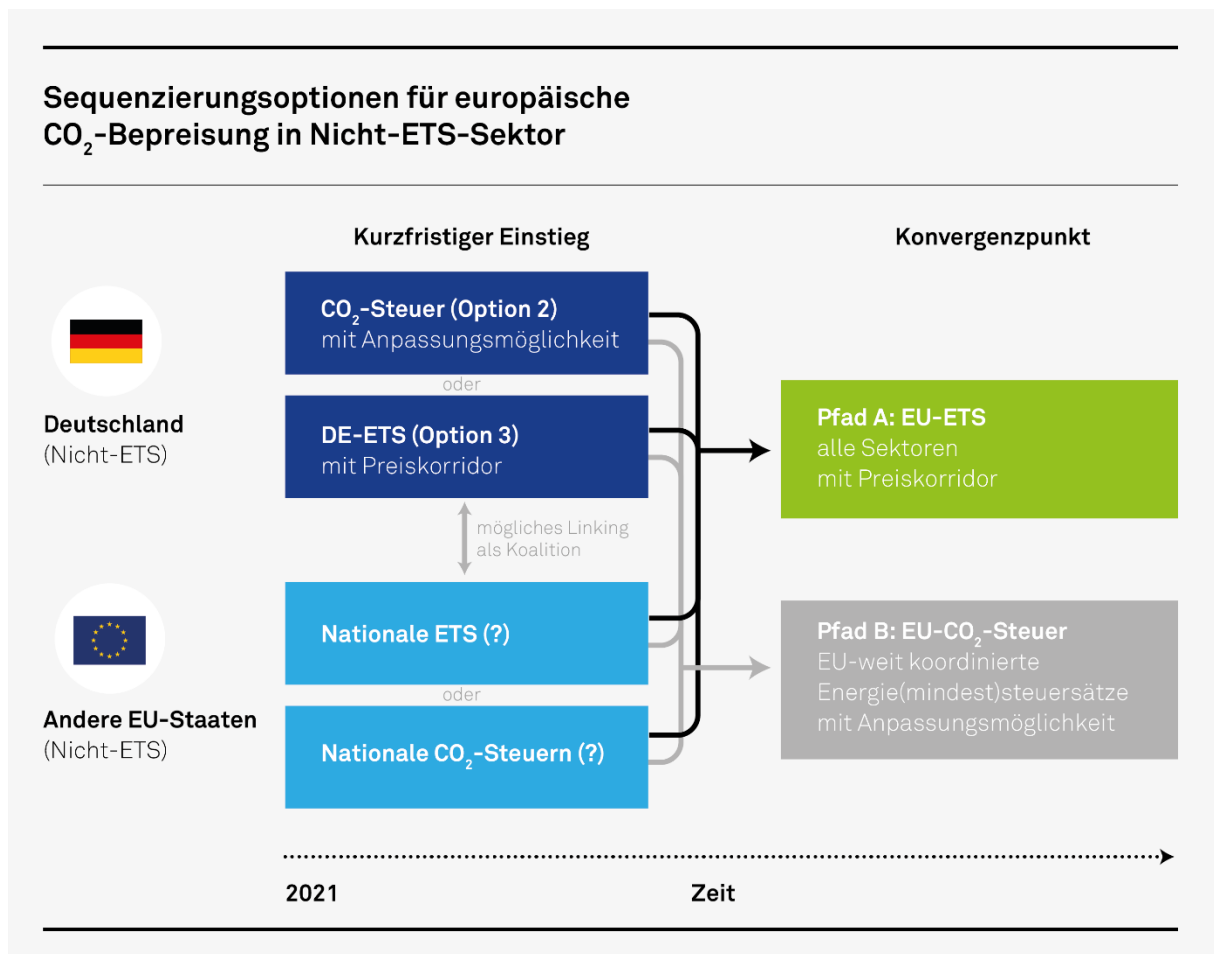 Sequenzierungsoptionen für europäische
CO₂-Bepreisung in Nicht-ETS-Sektor
Kurzfristiger Einstieg
Konvergenzpunkt
Deutschland
(Nicht-ETS)
CO₂-Steuer (Option 2)
mit Anpassungsmöglichkeit
oder
DE-ETS (Option 3)
mit Preiskorridor
mögliches Linking
als Koalition
Andere EU-Staaten
(Nicht-ETS)
Nationale ETS (?)
oder
Nationale CO₂-Steuern (?)
Pfad A: EU-ETS
alle Sektoren
mit Preiskorridor
Pfad B: EU-CO₂-Steuer
EU-weit koordinierte
Energie(mindest)steuersätze
mit Anpassungsmöglichkeit
2021
Zeit